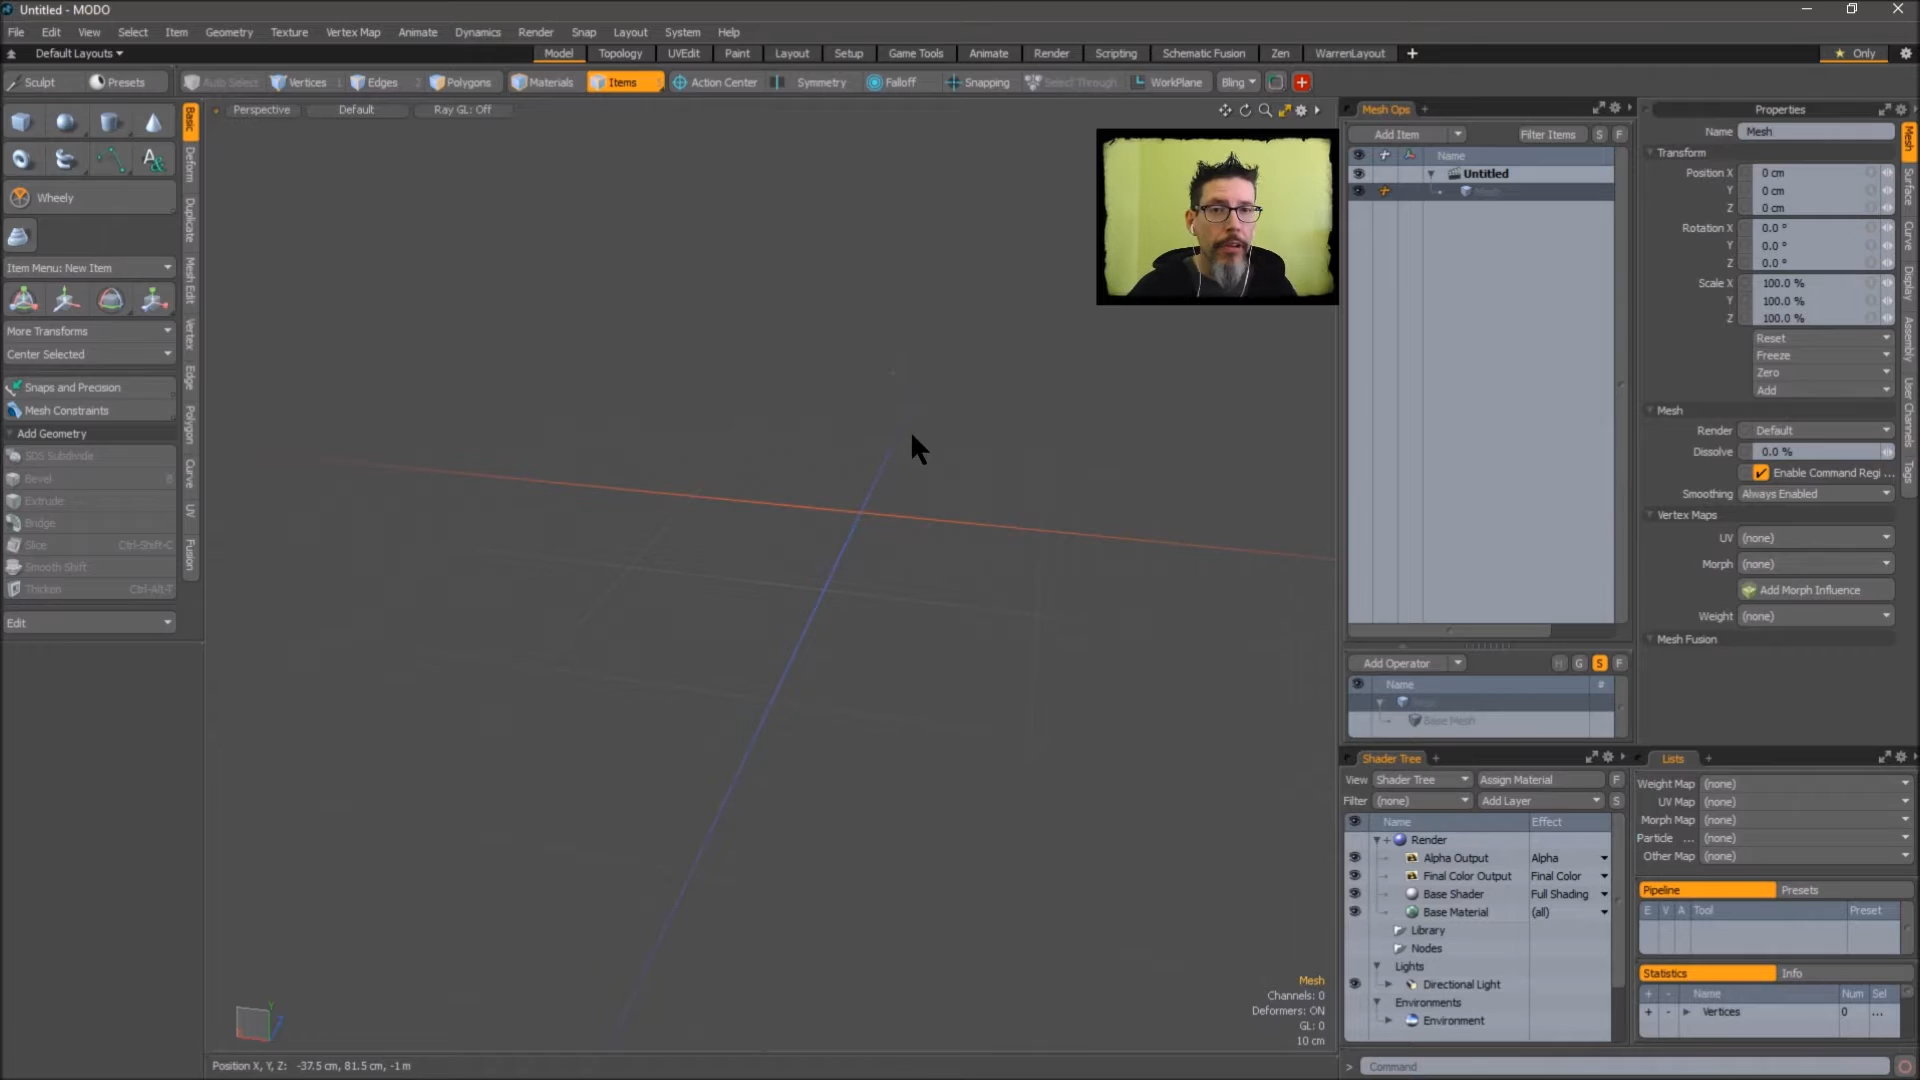 Untitled - MODO
File Edit View Select Item Geometry Texture Vertex Map Animate Dynamics Render Snap Layout System Help
Default Layouts Model Topology UVEdit Paint Layout Setup Game Tools Animate Render Scripting Schematic Fusion Zen WarrenLayout + Only
Sculpt Presets Auto Select Vertices 1 Edges 2 Polygons Materials Items Action Center Symmetry Falloff Snapping Select Through WorkPlane Bling
Perspective Default Ray GL: Off
Wheely
Item Menu: New Item
More Transforms
Center Selected
Snaps and Precision
Mesh Constraints
Add Geometry
SDS Subdivide
Bevel B
Extrude
Bridge
Slice Ctrl-Shift-C
Smooth Shift
Thicken Ctrl-Alt-T
Edit
Basic
Deform
Duplicate
Mesh Edit
Vertex
Edge
Polygon
Curve
UV
Fusion
Mesh
Channels: 0
Deformers: ON
GL: 0
10 cm
Position X, Y, Z: -37.5 cm, 81.5 cm, -1 m
Mesh Ops +
Add Item Filter Items S F
Name
Untitled
Add Operator H G S F
Name #
Base Mesh
Shader Tree +
View Shader Tree Assign Material F
Filter (none) Add Layer S
Name Effect
Render
Alpha Output Alpha
Final Color Output Final Color
Base Shader Full Shading
Base Material (all)
Library
Nodes
Lights
Directional Light
Environments
Environment
Properties
Name Mesh
Transform
Position X 0 cm
Y 0 cm
Z 0 cm
Rotation X 0.0 °
Y 0.0 °
Z 0.0 °
Scale X 100.0 %
Y 100.0 %
Z 100.0 %
Reset
Freeze
Zero
Add
Mesh
Render Default
Dissolve 0.0 %
Enable Command Regi ...
Smoothing Always Enabled
Vertex Maps
UV (none)
Morph (none)
Add Morph Influence
Weight (none)
Mesh Fusion
Mesh
Surface
Curve
Display
Assembly
User Channels
Tags
Lists +
Weight Map (none)
UV Map (none)
Morph Map (none)
Particle ... (none)
Other Map (none)
Pipeline Presets
E V A Tool Preset
Statistics Info
+ - Name Num Sel
+ - Vertices 0 ...
> Command